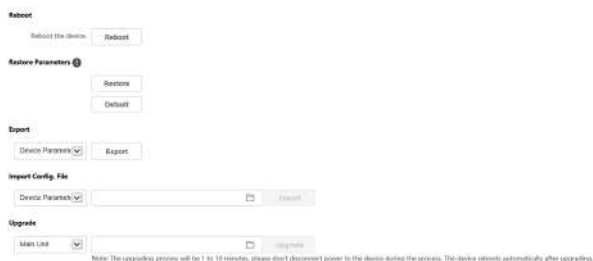 Reboot
Reboot the device. Reboot
Restore Parameters
Restore
Default
Export
Device Paramete Export
Import Config. File
Device Paramete Import
Upgrade
Main Unit Upgrade
Note: The upgrading process will be 1 to 10 minutes, please don't disconnect power to the device during the process. The device reboots automatically after upgrading.